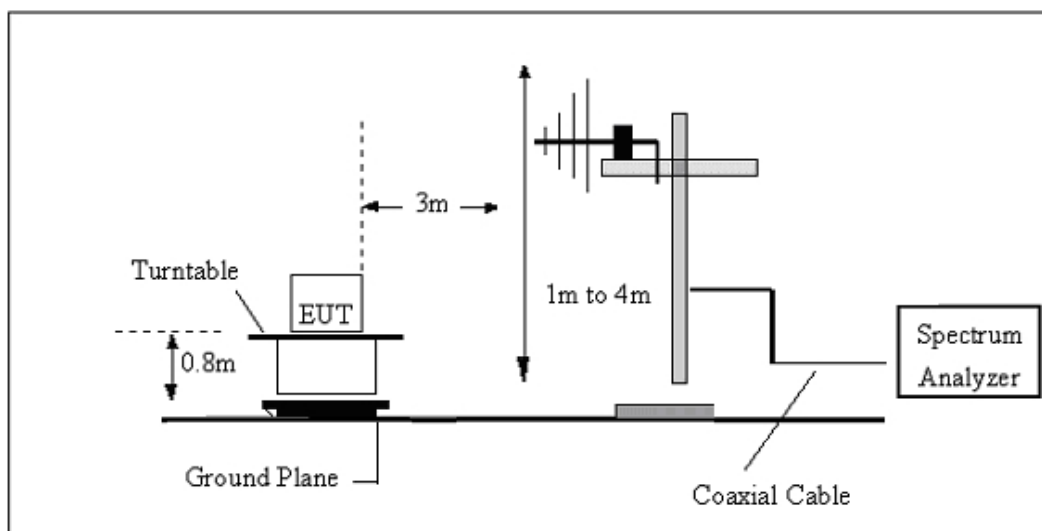 3m
Turntable
EUT
1m to 4m
0.8m
Spectrum
Analyzer
Ground Plane
Coaxial Cable